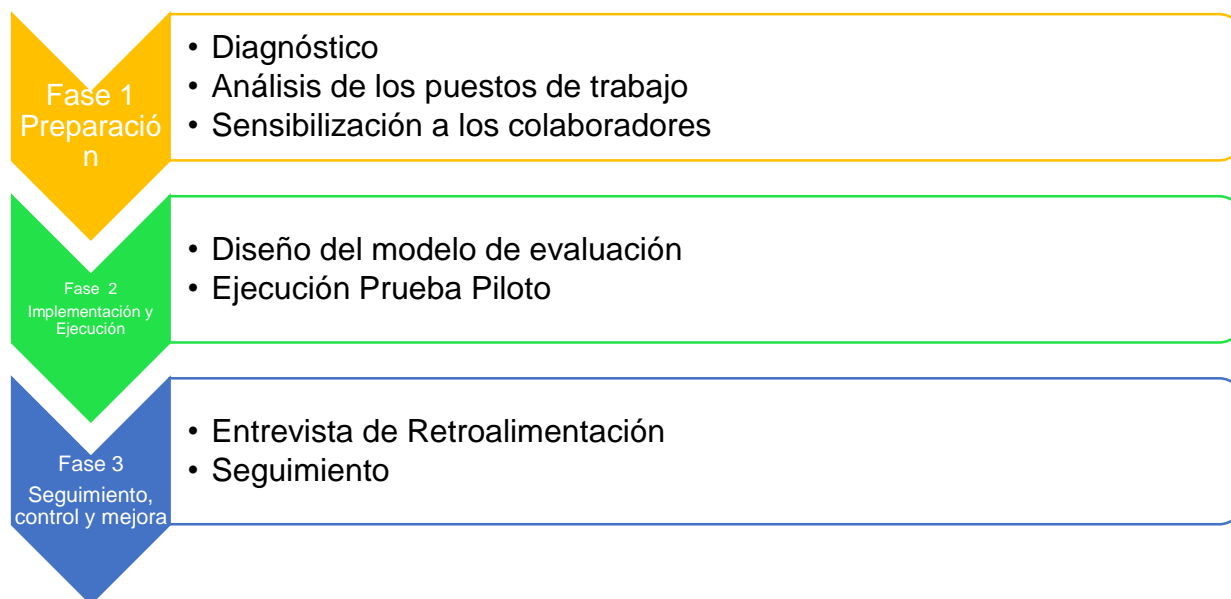 Fase 1
Preparació
n
• Diagnóstico
• Análisis de los puestos de trabajo
• Sensibilización a los colaboradores
Fase 2
Implementación y
Ejecución
• Diseño del modelo de evaluación
• Ejecución Prueba Piloto
Fase 3
Seguimiento,
control y mejora
• Entrevista de Retroalimentación
• Seguimiento